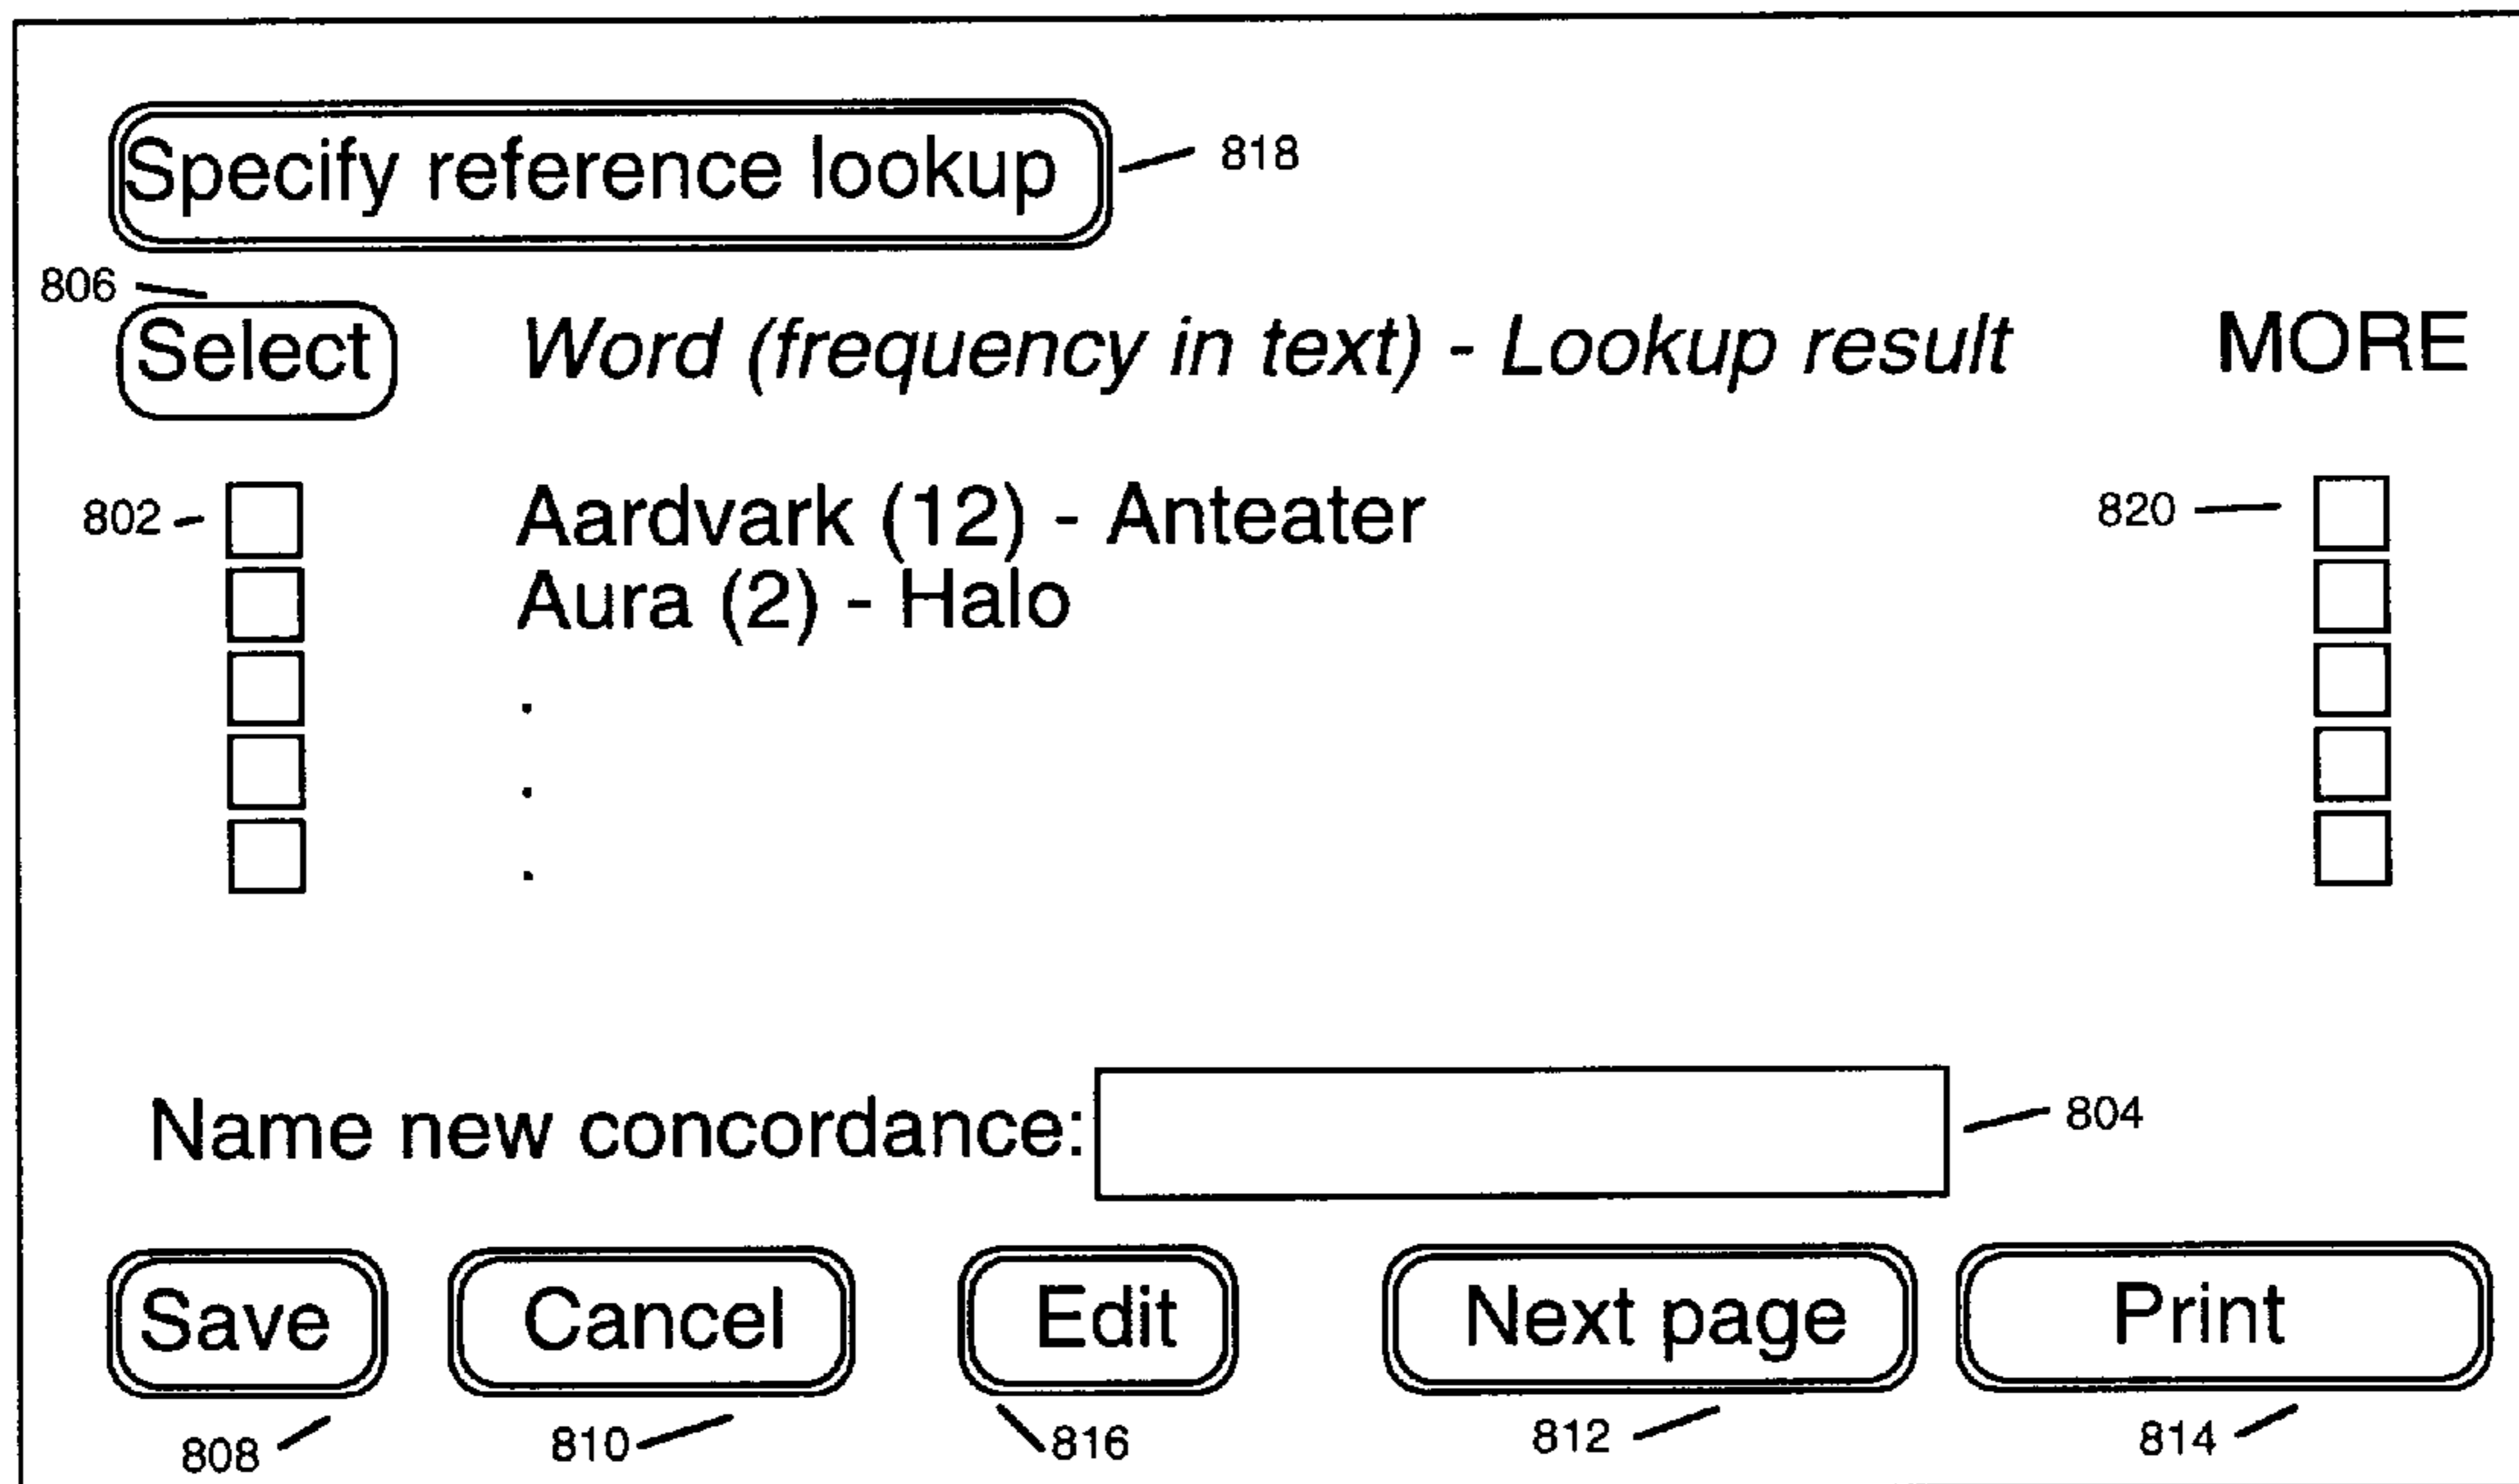 Specify reference lookup 818
806
Select Word (frequency in text) - Lookup result MORE
802 Aardvark (12) - Anteater 820
Aura (2) - Halo
.
.
.
Name new concordance: 804
Save Cancel Edit Next page Print
808 810 816 812 814